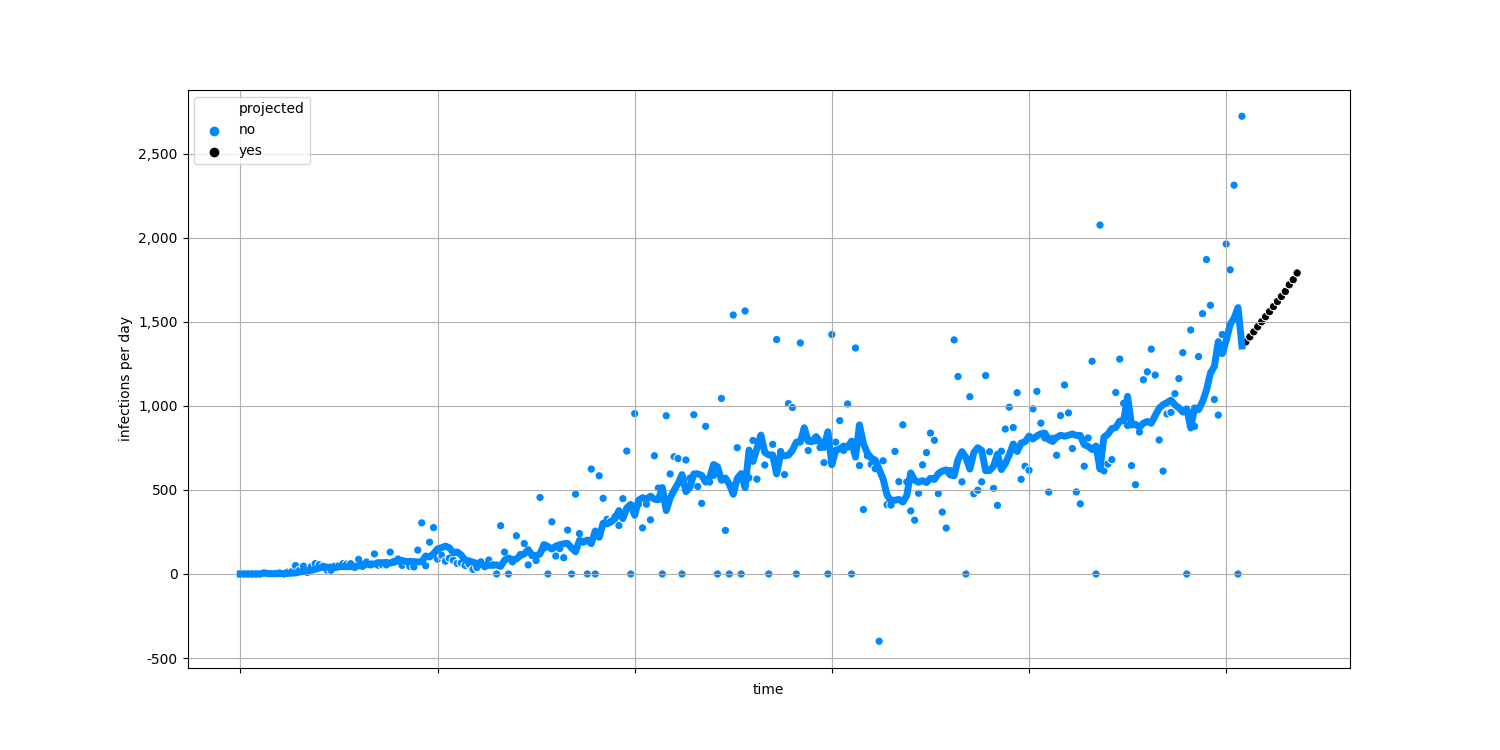 projected
no
yes
2,500
2,000
1,500
1,000
500
0
-500
infections per day
time